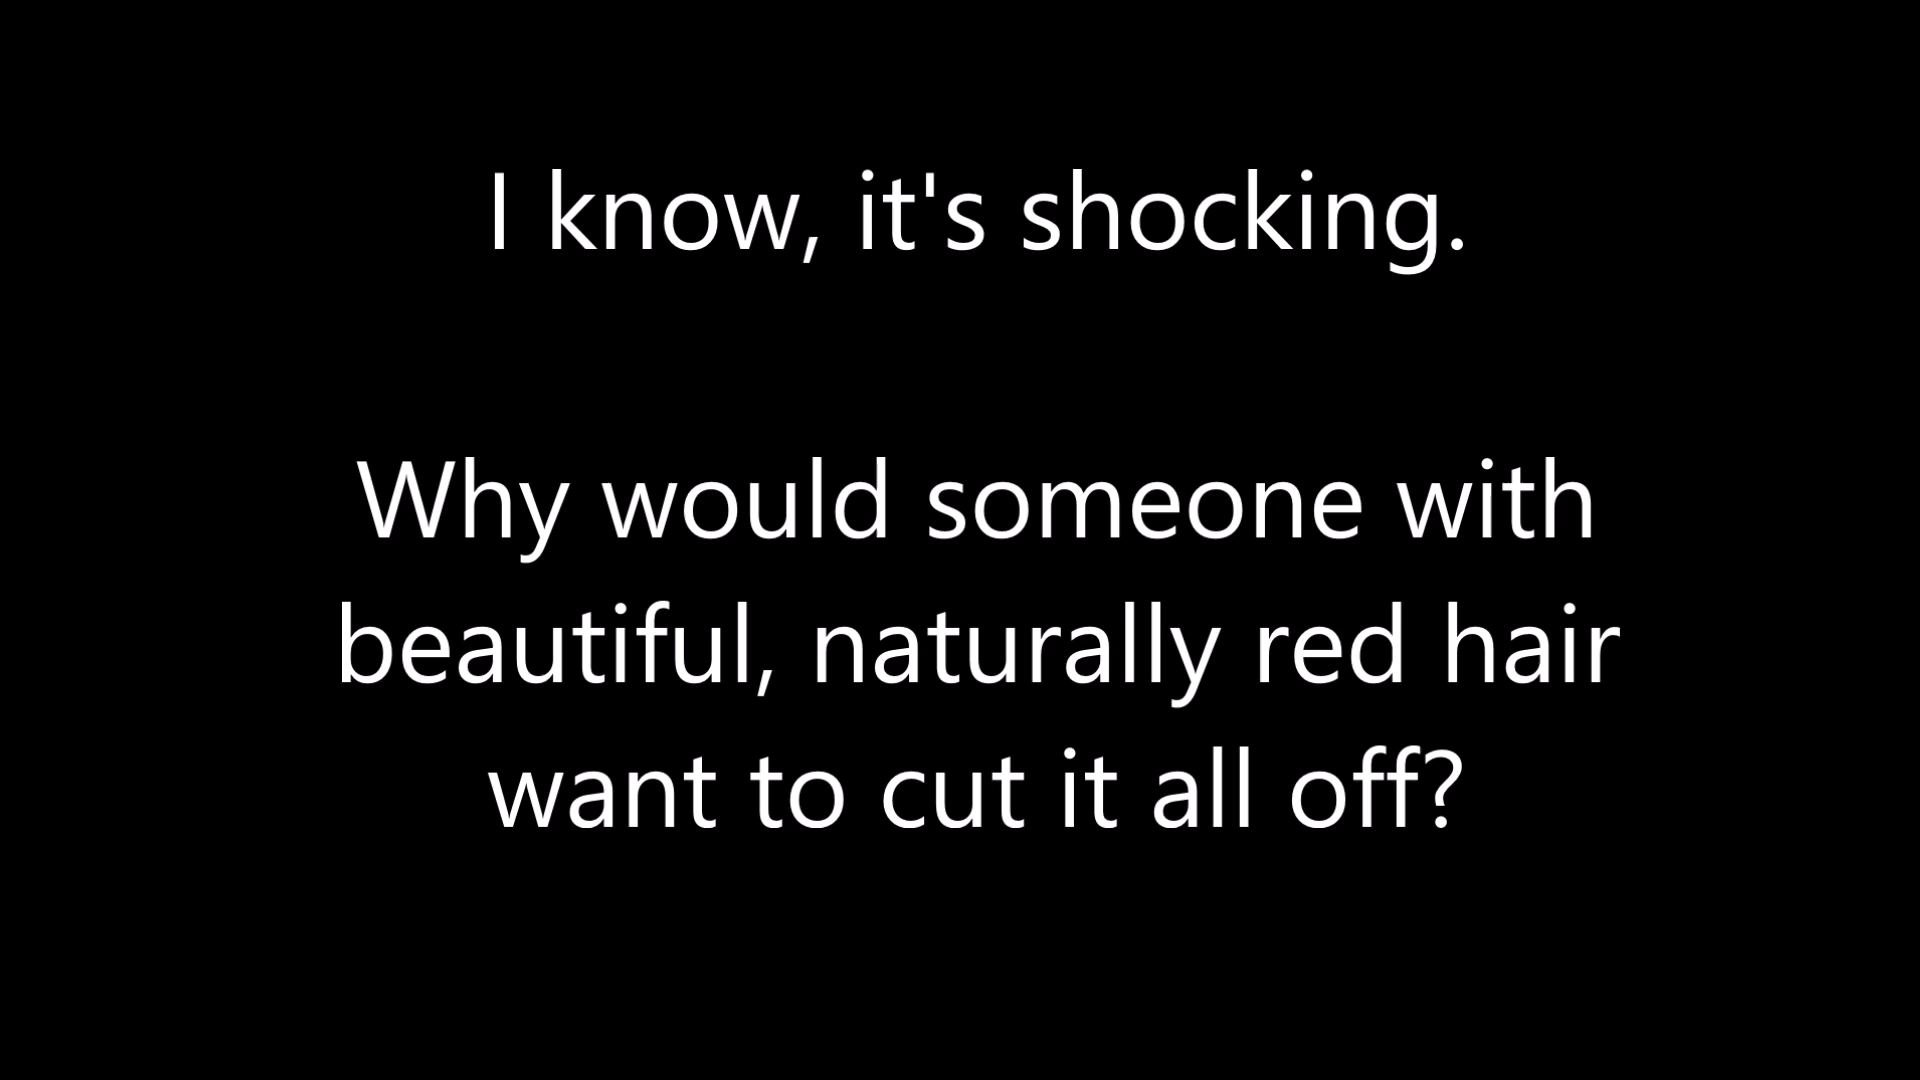 I know, it's shocking.
Why would someone with
beautiful, naturally red hair
want to cut it all off?